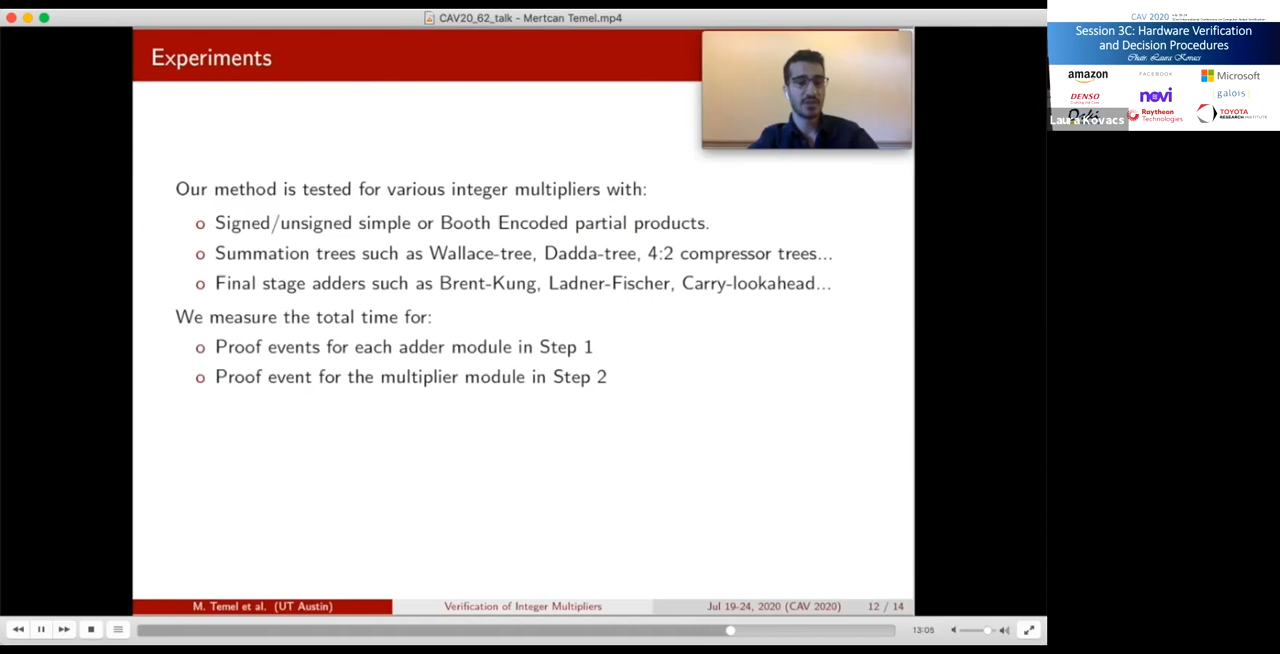 CAV20_62_talk - Mertcan Temel.mp4
Experiments
Our method is tested for various integer multipliers with:
o Signed/unsigned simple or Booth Encoded partial products.
o Summation trees such as Wallace-tree, Dadda-tree, 4:2 compressor trees...
o Final stage adders such as Brent-Kung, Ladner-Fischer, Carry-lookahead...
We measure the total time for:
o Proof events for each adder module in Step 1
o Proof event for the multiplier module in Step 2
M. Temel et al. (UT Austin) Verification of Integer Multipliers Jul 19-24, 2020 (CAV 2020) 12 / 14
13:05
CAV 2020
Session 3C: Hardware Verification
and Decision Procedures
Chair: Laura Kovacs
amazon FACEBOOK Microsoft
DENSO novi | galois |
Raytheon Technologies TOYOTA RESEARCH INSTITUTE
Laura Kovacs